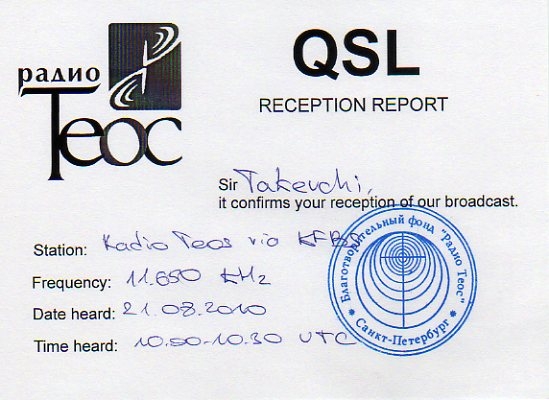 радио
Теос
QSL
RECEPTION REPORT
Sir Takeuchi,
it confirms your reception of our broadcast.
Station: Radio Teos via KFBS
Frequency: 11.650 KHz
Date heard: 21.08.2010
Time heard: 10.00-10.30 UTC
Благотворительный фонд "Радио Теос"
* Санкт-Петербург *